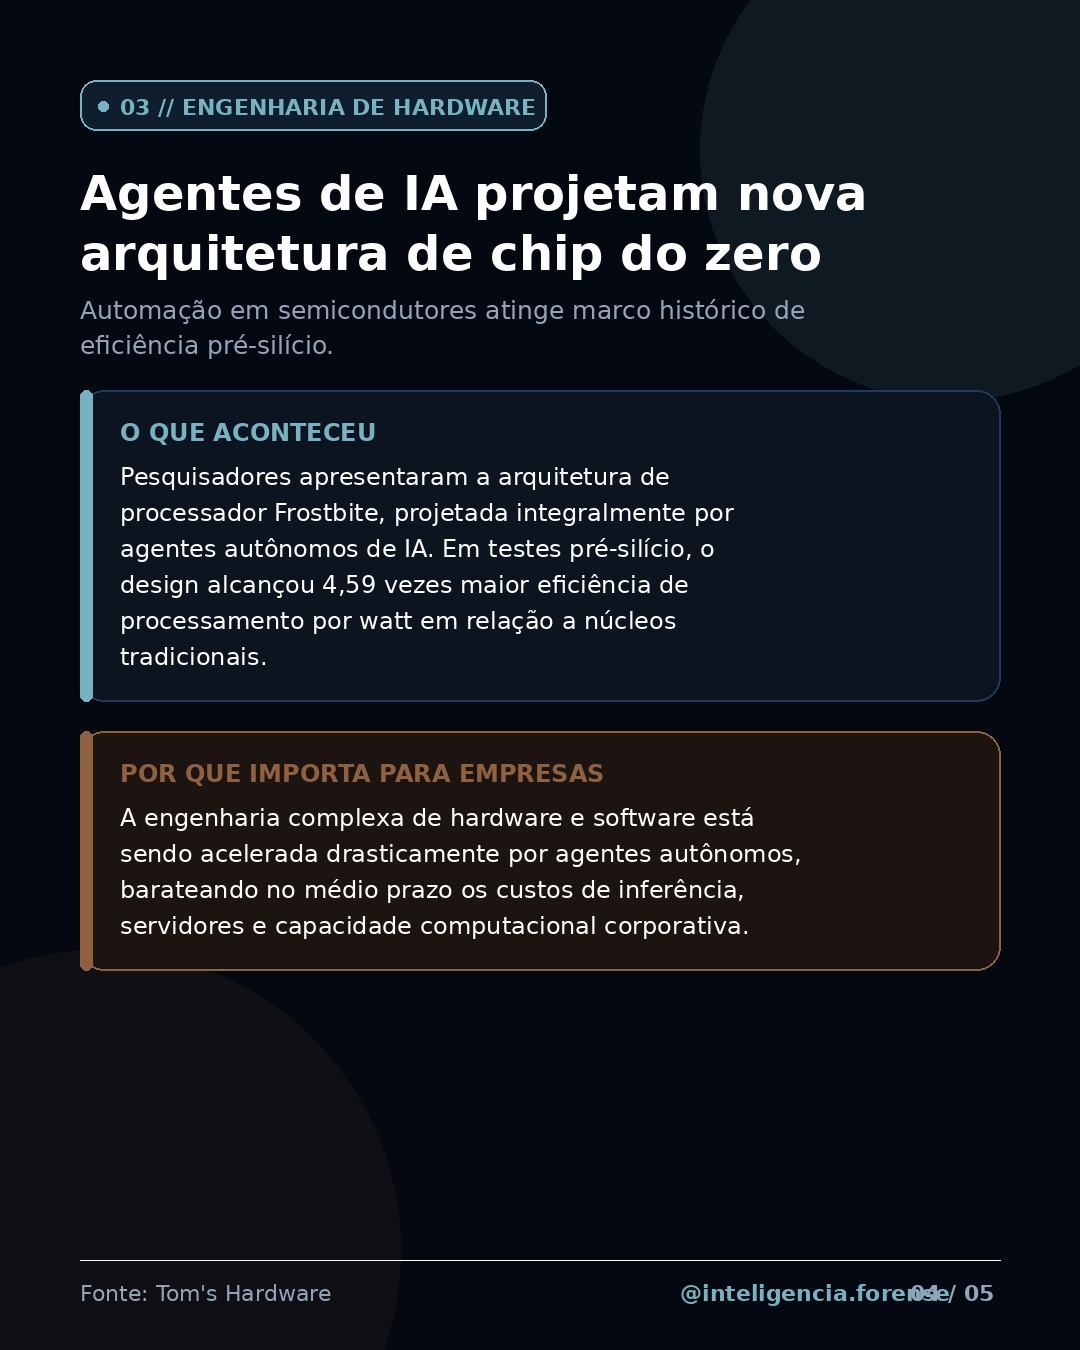 03 // ENGENHARIA DE HARDWARE
Agentes de IA projetam nova
arquitetura de chip do zero
Automação em semicondutores atinge marco histórico de
eficiência pré-silício.
O QUE ACONTECEU
Pesquisadores apresentaram a arquitetura de
processador Frostbite, projetada integralmente por
agentes autônomos de IA. Em testes pré-silício, o
design alcançou 4,59 vezes maior eficiência de
processamento por watt em relação a núcleos
tradicionais.
POR QUE IMPORTA PARA EMPRESAS
A engenharia complexa de hardware e software está
sendo acelerada drasticamente por agentes autônomos,
barateando no médio prazo os custos de inferência,
servidores e capacidade computacional corporativa.
Fonte: Tom's Hardware
@inteligencia.forense
04 / 05